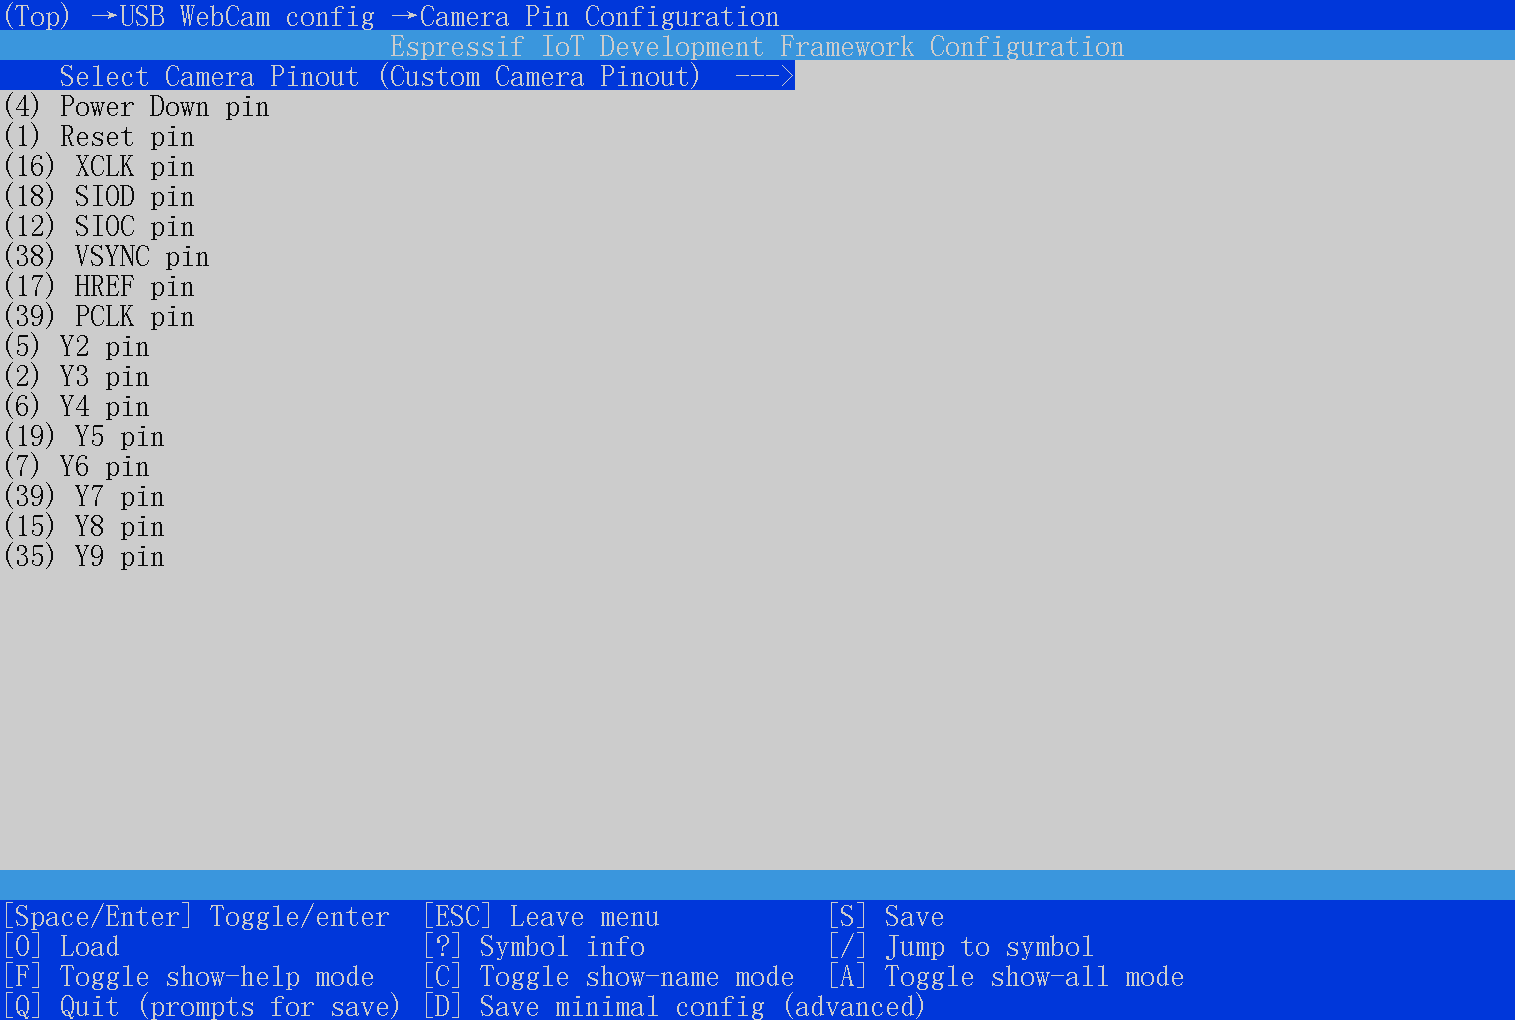 (Top) →USB WebCam config →Camera Pin Configuration
Espressif IoT Development Framework Configuration
Select Camera Pinout (Custom Camera Pinout)  --->
(4) Power Down pin
(1) Reset pin
(16) XCLK pin
(18) SIOD pin
(12) SIOC pin
(38) VSYNC pin
(17) HREF pin
(39) PCLK pin
(5) Y2 pin
(2) Y3 pin
(6) Y4 pin
(19) Y5 pin
(7) Y6 pin
(39) Y7 pin
(15) Y8 pin
(35) Y9 pin
[Space/Enter] Toggle/enter  [ESC] Leave menu  [S] Save
[O] Load  [?] Symbol info  [/] Jump to symbol
[F] Toggle show-help mode  [C] Toggle show-name mode  [A] Toggle show-all mode
[Q] Quit (prompts for save)  [D] Save minimal config (advanced)